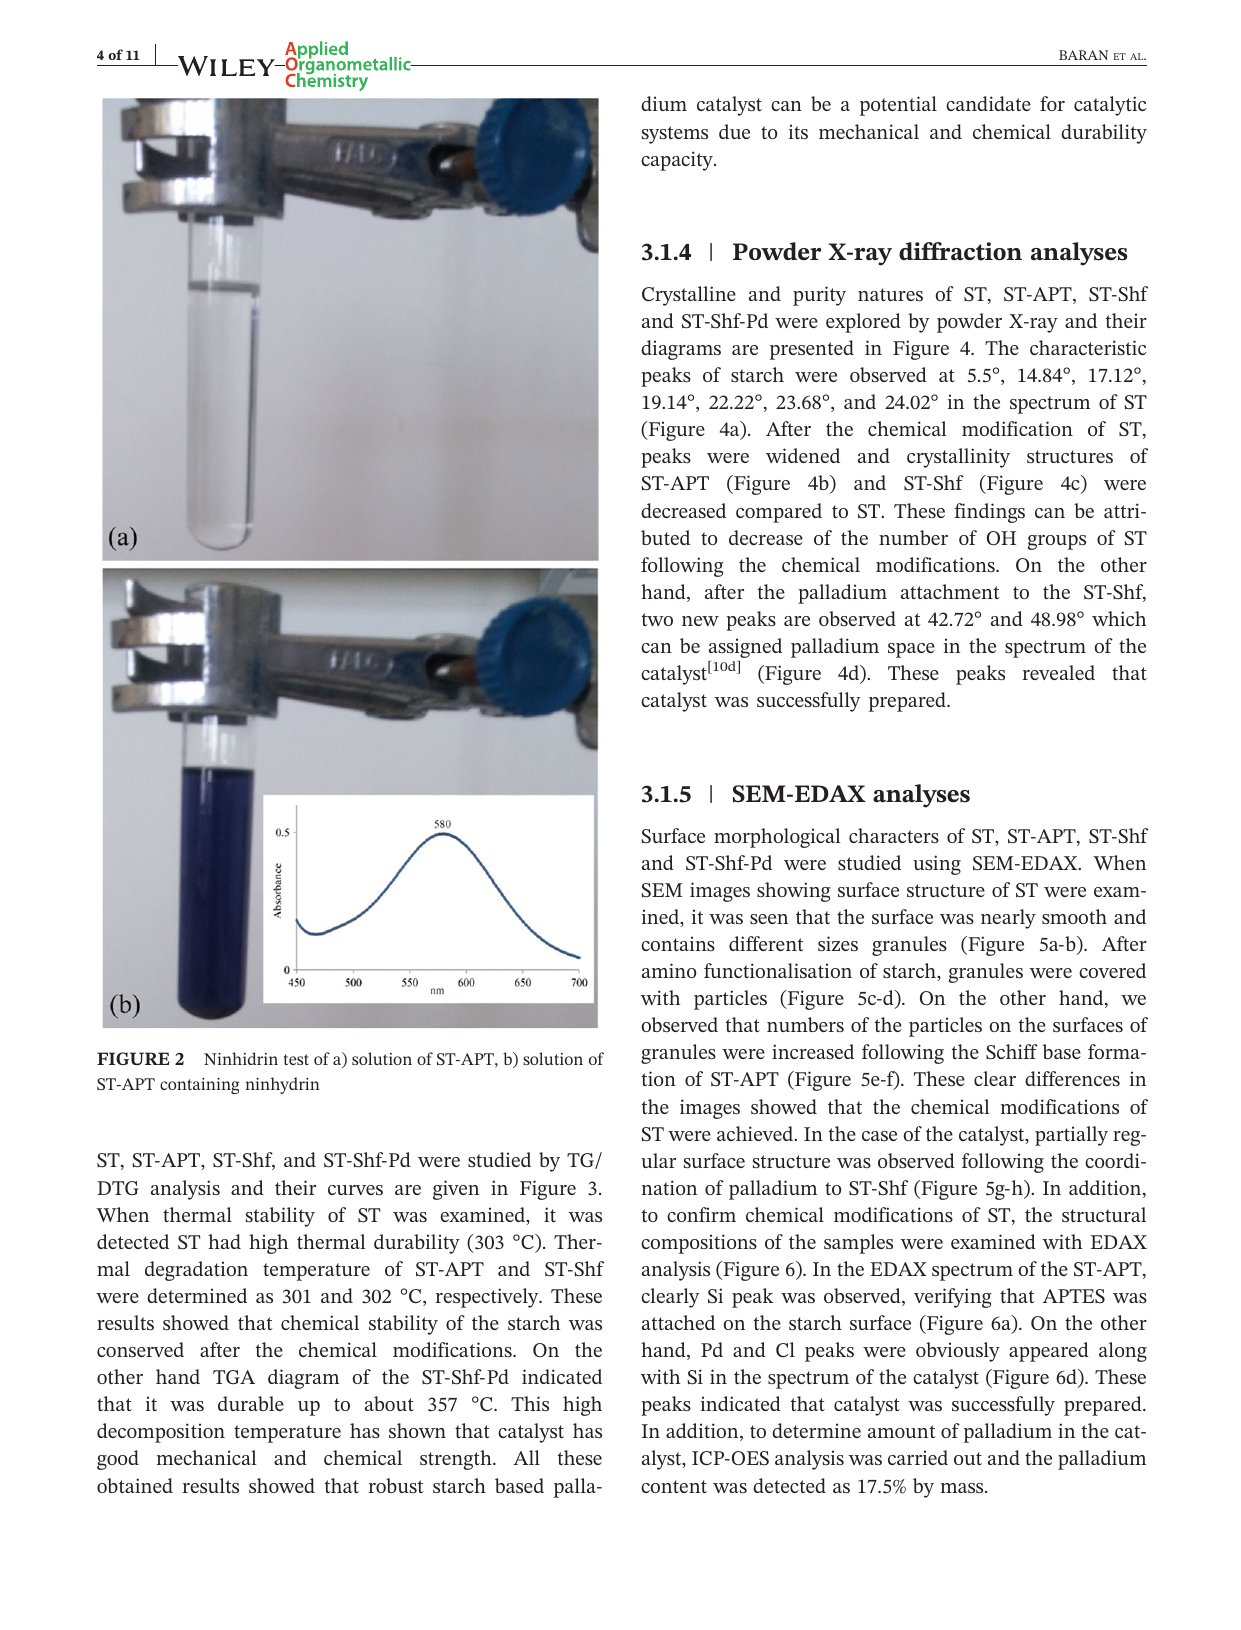 4 of 11
WILEY
Applied
Organometallic
Chemistry
BARAN ET AL.
(a)
(b)
0.5
580
Absorbance
0
450 500 550 600 650 700
nm
FIGURE 2 Ninhidrin test of a) solution of ST-APT, b) solution of
ST-APT containing ninhydrin
ST, ST-APT, ST-Shf, and ST-Shf-Pd were studied by TG/
DTG analysis and their curves are given in Figure 3.
When thermal stability of ST was examined, it was
detected ST had high thermal durability (303 °C). Ther-
mal degradation temperature of ST-APT and ST-Shf
were determined as 301 and 302 °C, respectively. These
results showed that chemical stability of the starch was
conserved after the chemical modifications. On the
other hand TGA diagram of the ST-Shf-Pd indicated
that it was durable up to about 357 °C. This high
decomposition temperature has shown that catalyst has
good mechanical and chemical strength. All these
obtained results showed that robust starch based palla-
dium catalyst can be a potential candidate for catalytic
systems due to its mechanical and chemical durability
capacity.
3.1.4 | Powder X-ray diffraction analyses
Crystalline and purity natures of ST, ST-APT, ST-Shf
and ST-Shf-Pd were explored by powder X-ray and their
diagrams are presented in Figure 4. The characteristic
peaks of starch were observed at 5.5°, 14.84°, 17.12°,
19.14°, 22.22°, 23.68°, and 24.02° in the spectrum of ST
(Figure 4a). After the chemical modification of ST,
peaks were widened and crystallinity structures of
ST-APT (Figure 4b) and ST-Shf (Figure 4c) were
decreased compared to ST. These findings can be attri-
buted to decrease of the number of OH groups of ST
following the chemical modifications. On the other
hand, after the palladium attachment to the ST-Shf,
two new peaks are observed at 42.72° and 48.98° which
can be assigned palladium space in the spectrum of the
catalyst[10d] (Figure 4d). These peaks revealed that
catalyst was successfully prepared.
3.1.5 | SEM-EDAX analyses
Surface morphological characters of ST, ST-APT, ST-Shf
and ST-Shf-Pd were studied using SEM-EDAX. When
SEM images showing surface structure of ST were exam-
ined, it was seen that the surface was nearly smooth and
contains different sizes granules (Figure 5a-b). After
amino functionalisation of starch, granules were covered
with particles (Figure 5c-d). On the other hand, we
observed that numbers of the particles on the surfaces of
granules were increased following the Schiff base forma-
tion of ST-APT (Figure 5e-f). These clear differences in
the images showed that the chemical modifications of
ST were achieved. In the case of the catalyst, partially reg-
ular surface structure was observed following the coordi-
nation of palladium to ST-Shf (Figure 5g-h). In addition,
to confirm chemical modifications of ST, the structural
compositions of the samples were examined with EDAX
analysis (Figure 6). In the EDAX spectrum of the ST-APT,
clearly Si peak was observed, verifying that APTES was
attached on the starch surface (Figure 6a). On the other
hand, Pd and Cl peaks were obviously appeared along
with Si in the spectrum of the catalyst (Figure 6d). These
peaks indicated that catalyst was successfully prepared.
In addition, to determine amount of palladium in the cat-
alyst, ICP-OES analysis was carried out and the palladium
content was detected as 17.5% by mass.